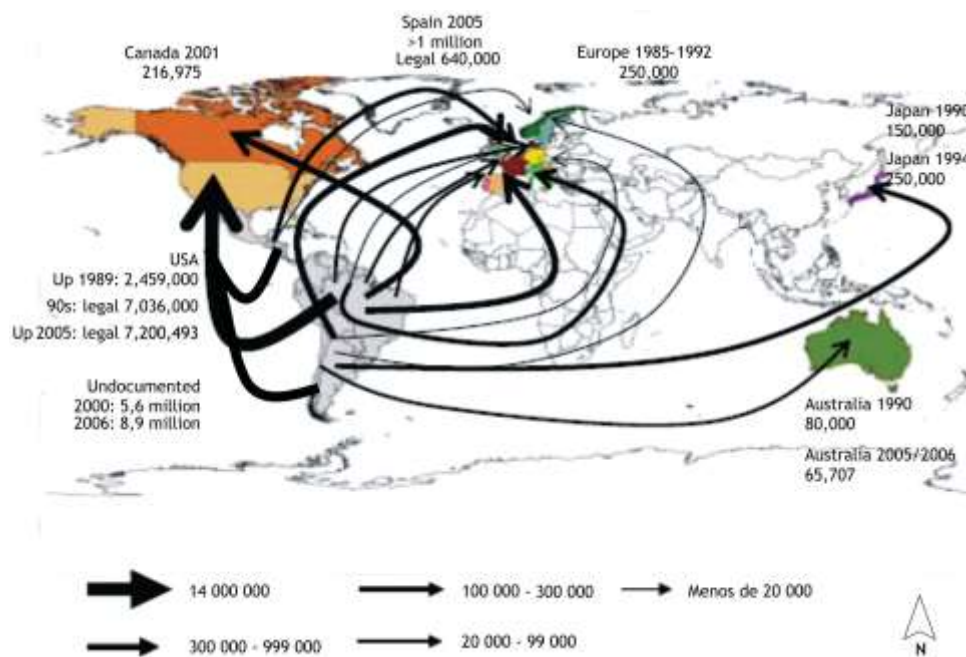 Spain 2005
>1 million
Legal 640,000
Canada 2001
216,975
Europe 1985-1992
250,000
Japan 1990
150,000
Japan 1994
250,000
USA
Up 1989: 2,459,000
90s: legal 7,036,000
Up 2005: legal 7,200,493
Undocumented
2000: 5,6 million
2006: 8,9 million
Australia 1990
80,000
Australia 2005/2006
65,707
14 000 000
100 000 - 300 000
Menos de 20 000
300 000 - 999 000
20 000 - 99 000
N